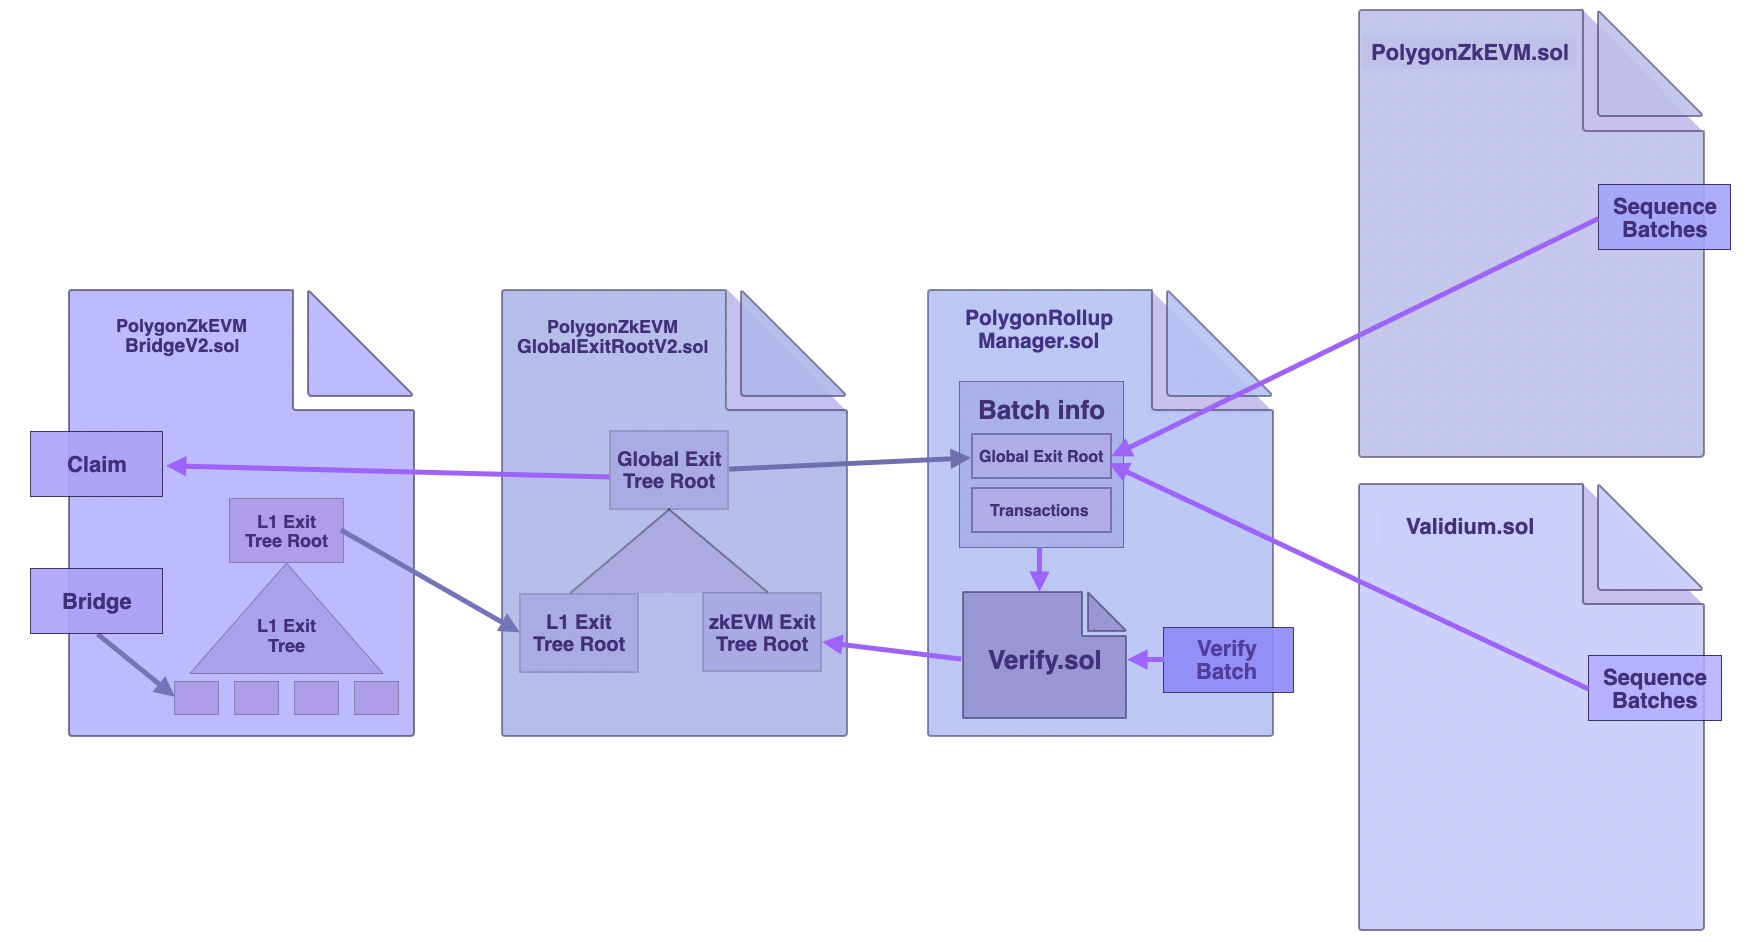 PolygonZkEVM
BridgeV2.sol
Claim
L1 Exit
Tree Root
Bridge
L1 Exit
Tree
PolygonZkEVM
GlobalExitRootV2.sol
Global Exit
Tree Root
L1 Exit
Tree Root
zkEVM Exit
Tree Root
PolygonRollup
Manager.sol
Batch info
Global Exit Root
Transactions
Verify.sol
Verify
Batch
PolygonZkEVM.sol
Sequence
Batches
Validium.sol
Sequence
Batches